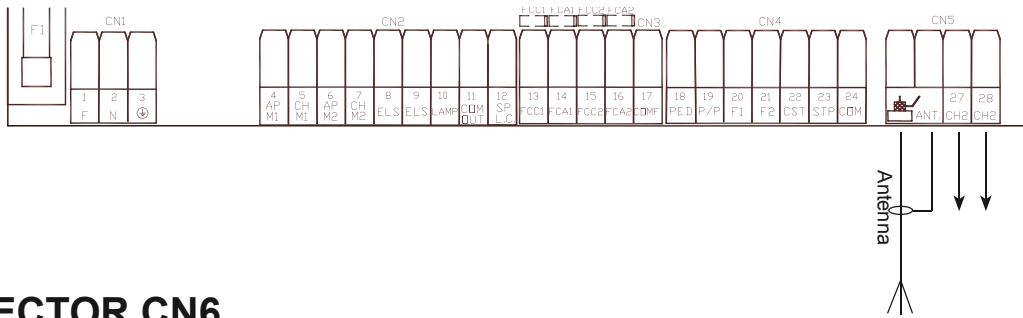 FCC1 FCA1 FCC2 FCA2
F1 CN1 CN2 CN3 CN4 CN5
1 2 3 4 5 6 7 8 9 10 11 12 13 14 15 16 17 18 19 20 21 22 23 24 27 28
F N AP M1 CH M1 AP M2 CH M2 ELS ELS LAMP COM OUT SP L.C. FCC1 FCA1 FCC2 FCA2 COMF PED P/P F1 F2 CST STP COM ANT. CH2 CH2
Antenna
ECTOR CN6